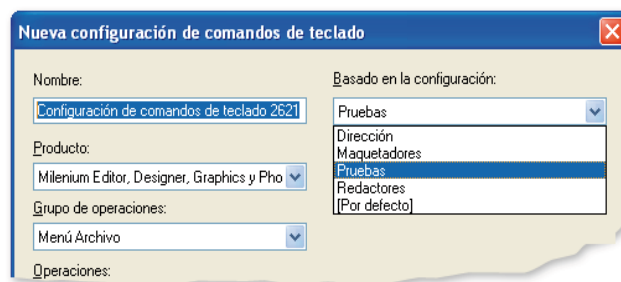 Nueva configuración de comandos de teclado
Nombre:
Configuración de comandos de teclado 2621
Producto:
Milenium Editor, Designer, Graphics y Pho
Grupo de operaciones:
Menú Archivo
Operaciones:
Basado en la configuración:
Pruebas
Dirección
Maquetadores
Pruebas
Redactores
[Por defecto]